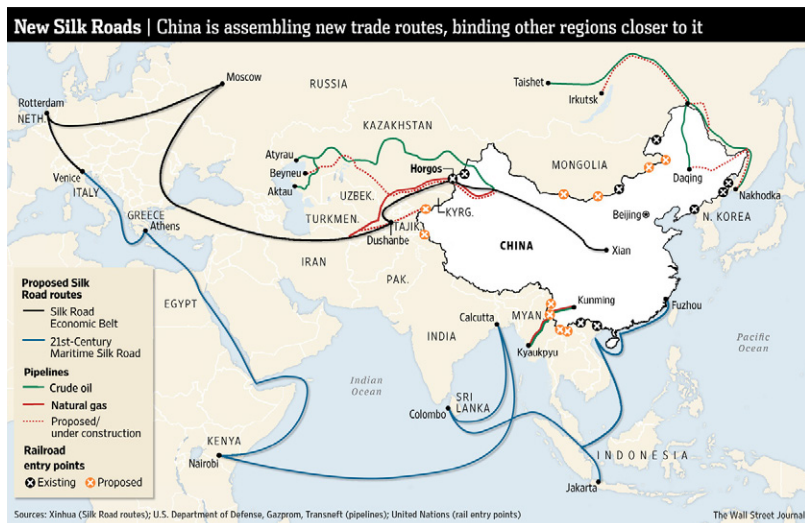 New Silk Roads | China is assembling new trade routes, binding other regions closer to it
Moscow
RUSSIA
Taishet
Irkutsk
Rotterdam
NETH.
KAZAKHSTAN
MONGOLIA
Atyrau
Beyneu
Aktau
Horgos
Daqing
Nakhodka
Venice
ITALY
UZBEK.
TURKMEN.
KYRG.
TAJIK.
Dushanbe
Beijing
N. KOREA
GREECE
Athens
CHINA
Xian
IRAN
PAK.
EGYPT
Calcutta
MYAN.
Kunming
Fuzhou
INDIA
Kyaukpyu
Pacific
Ocean
Indian
Ocean
SRI
LANKA
Colombo
KENYA
Nairobi
INDONESIA
Jakarta
Proposed Silk
Road routes
Silk Road
Economic Belt
21st-Century
Maritime Silk Road
Pipelines
Crude oil
Natural gas
Proposed/
under construction
Railroad
entry points
Existing
Proposed
Sources: Xinhua (Silk Road routes); U.S. Department of Defense, Gazprom, Transneft (pipelines); United Nations (rail entry points)
The Wall Street Journal